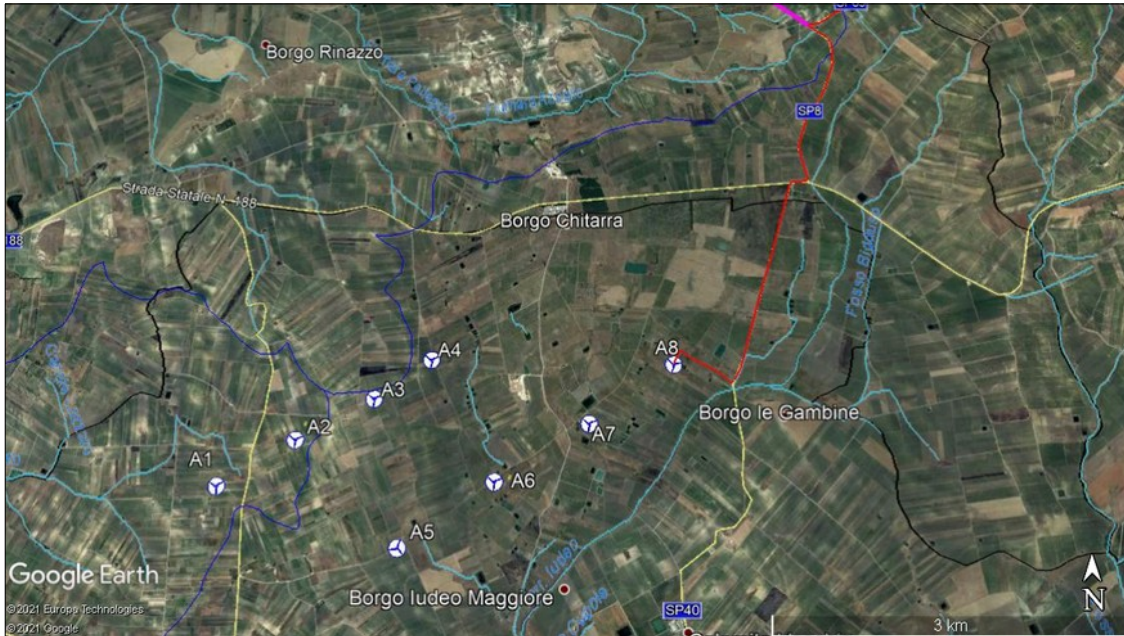 Borgo Rinazzo
SP8
Strada Statale N. 188
188
Borgo Chitarra
A4
A8
A3
Borgo le Gambine
A2
A7
A1
A6
A5
Borgo Iudeo Maggiore
SP40
3 km
N
Google Earth
©2021 Europa Technologies
©2021 Google